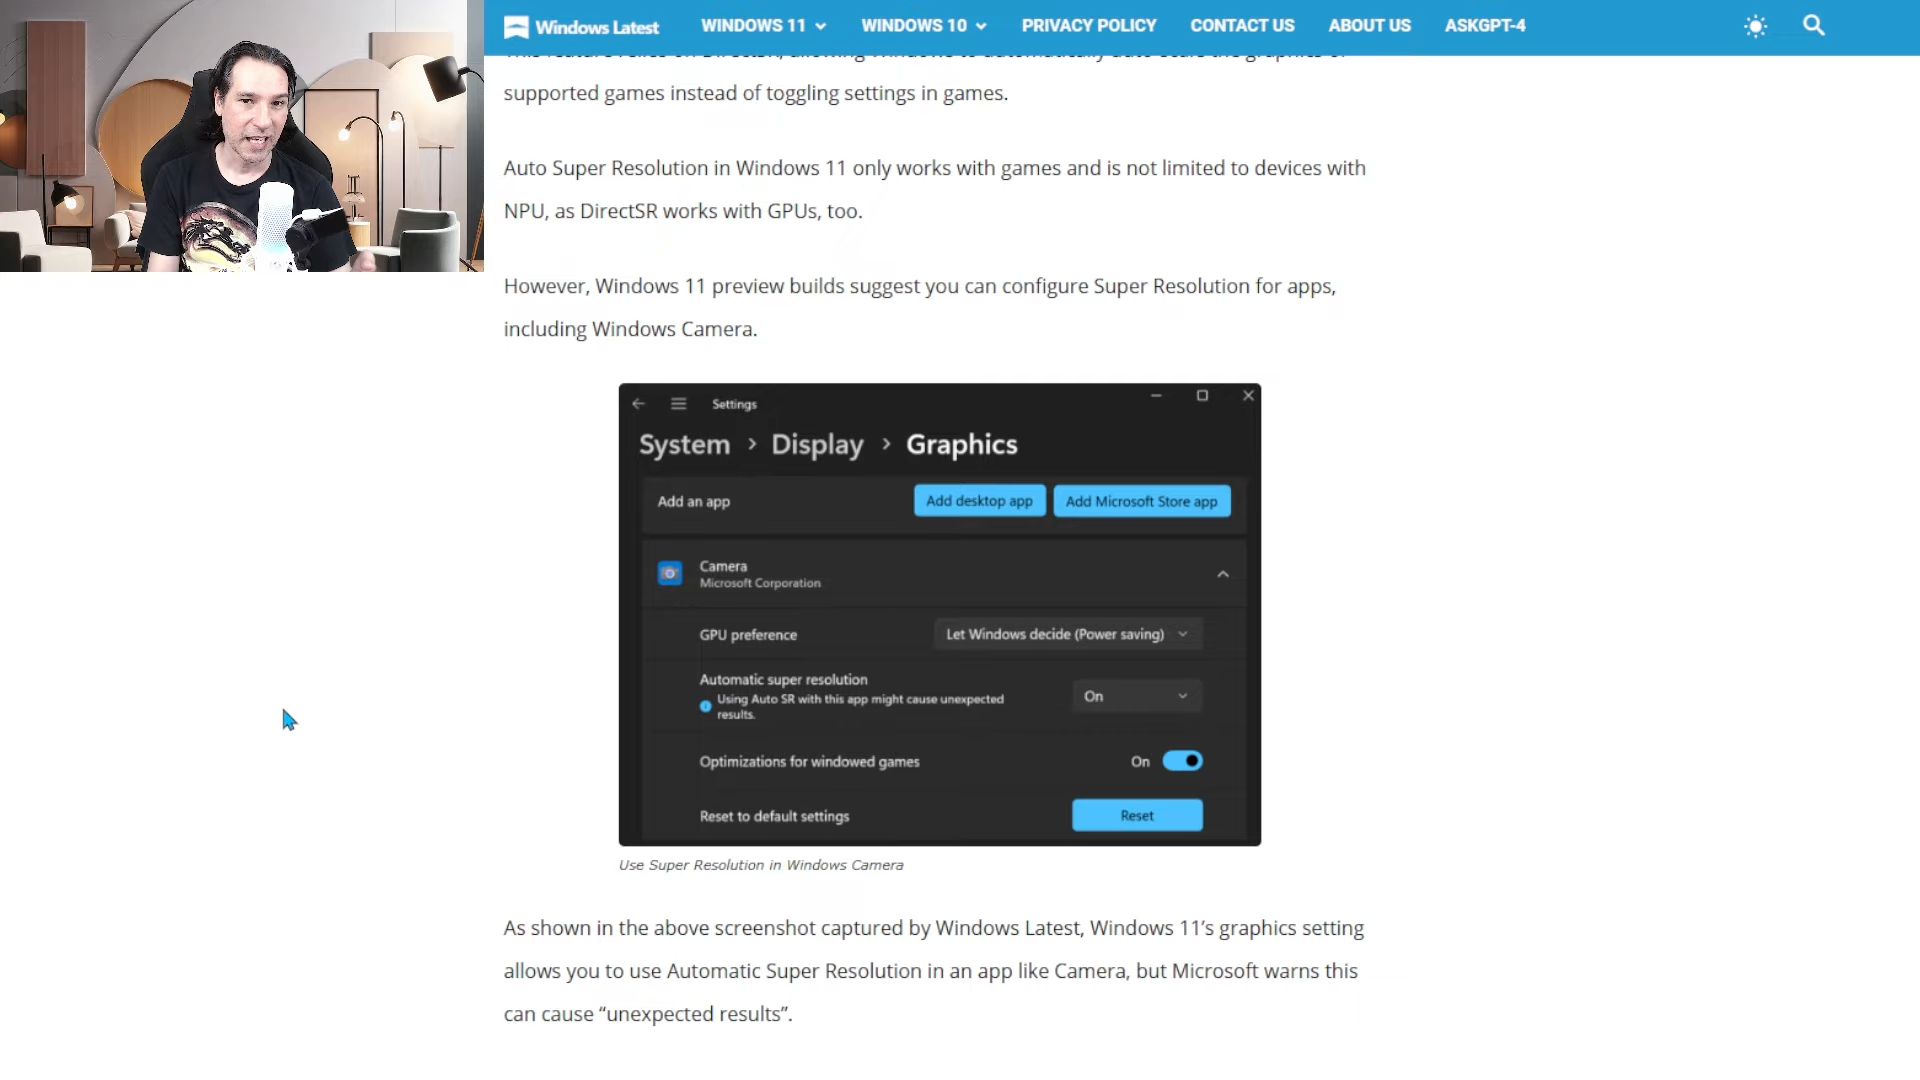 Windows Latest
WINDOWS 11
WINDOWS 10
PRIVACY POLICY
CONTACT US
ABOUT US
ASKGPT-4
supported games instead of toggling settings in games.
Auto Super Resolution in Windows 11 only works with games and is not limited to devices with
NPU, as DirectSR works with GPUs, too.
However, Windows 11 preview builds suggest you can configure Super Resolution for apps,
including Windows Camera.
Settings
System > Display > Graphics
Add an app
Add desktop app
Add Microsoft Store app
Camera
Microsoft Corporation
GPU preference
Let Windows decide (Power saving)
Automatic super resolution
Using Auto SR with this app might cause unexpected
results.
On
Optimizations for windowed games
On
Reset to default settings
Reset
Use Super Resolution in Windows Camera
As shown in the above screenshot captured by Windows Latest, Windows 11’s graphics setting
allows you to use Automatic Super Resolution in an app like Camera, but Microsoft warns this
can cause “unexpected results”.